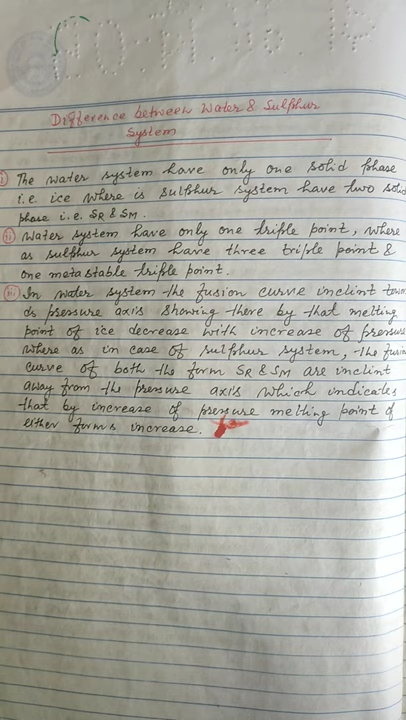 Difference between Water & Sulphur
System
i) The water system have only one solid phase
i.e. ice where is sulphur system have two solid
phase i.e. SR & SM.
ii) Water system have only one triple point, where
as sulphur system have three triple point &
one metastable triple point.
iii) In water system the fusion curve inclint towar
ds pressure axis showing there by that melting
point of ice decrease with increase of pressure
where as in case of sulphur system, the fusion
curve of both the form SR & SM are inclint
away from the pressure axis which indicates
that by increase of pressure melting point of
either forms increase.